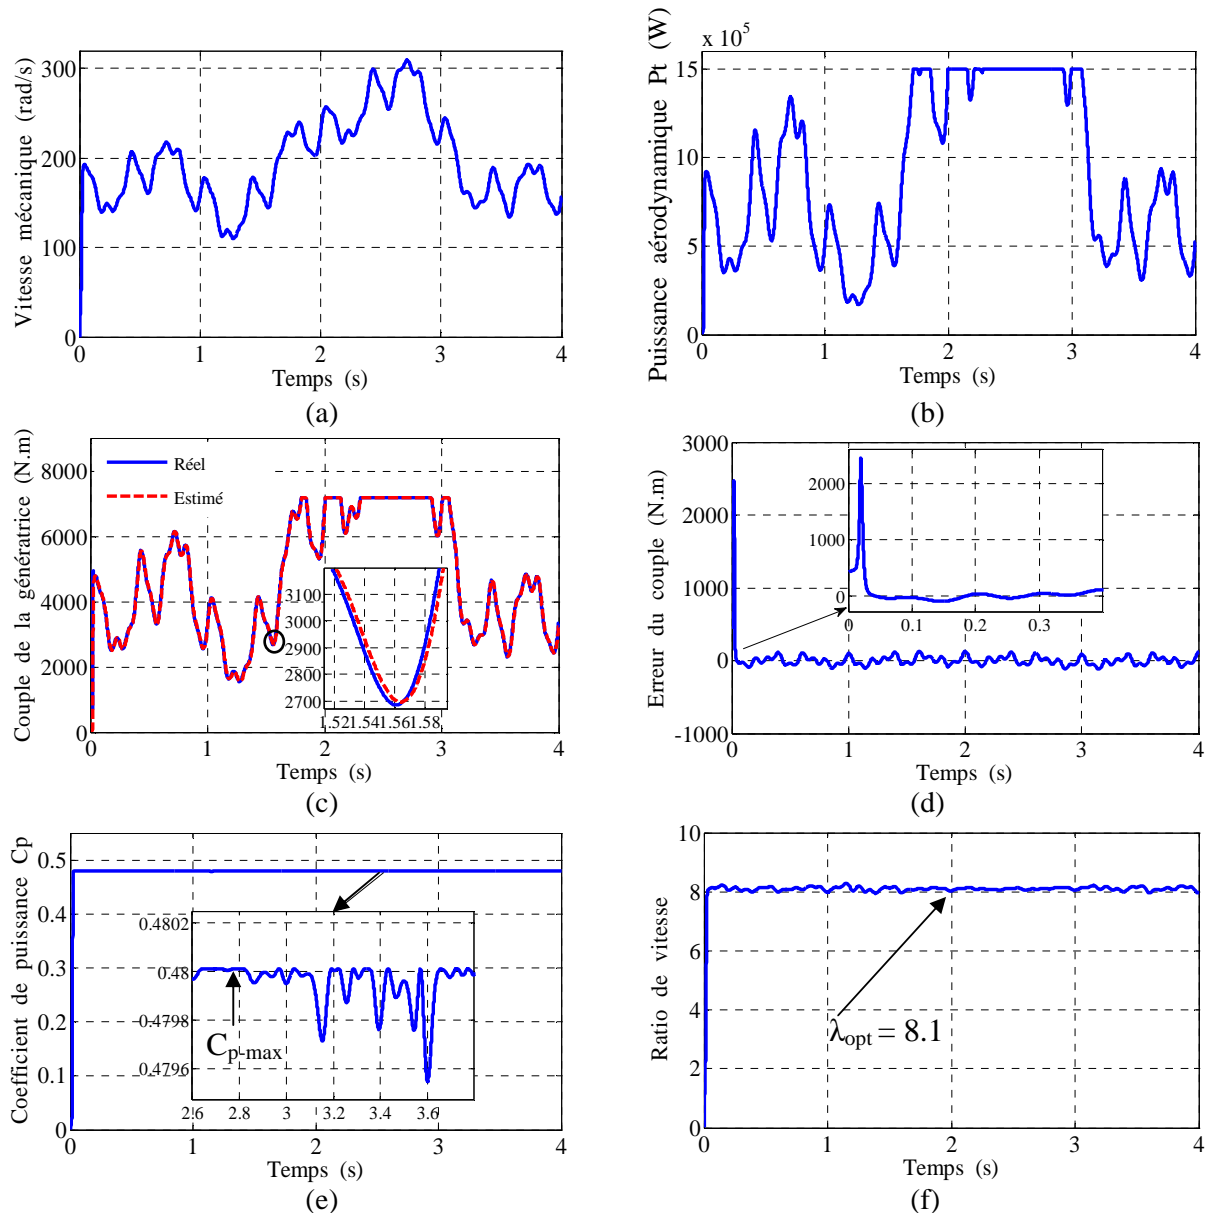 Vitesse mécanique (rad/s)
300
200
100
0
0 1 2 3 4
Temps (s)
(a)
Puissance aérodynamique Pt (W)
x 10^5
15
10
5
0
0 1 2 3 4
Temps (s)
(b)
Couple de la génératrice (N.m)
8000
6000
4000
2000
0
Réel
Estimé
3100
3000
2900
2800
2700
1.52 1.54 1.56 1.58
0 1 2 3 4
Temps (s)
(c)
Erreur du couple (N.m)
3000
2000
1000
0
-1000
2000
1000
0
0 0.1 0.2 0.3
0 1 2 3 4
Temps (s)
(d)
Coefficient de puissance Cp
0.5
0.4
0.3
0.2
0.1
0
0.4802
0.48
0.4798
0.4796
Cp-max
2.6 2.8 3 3.2 3.4 3.6
0 1 2 3 4
Temps (s)
(e)
Ratio de vitesse
10
8
6
4
2
0
λopt = 8.1
0 1 2 3 4
Temps (s)
(f)